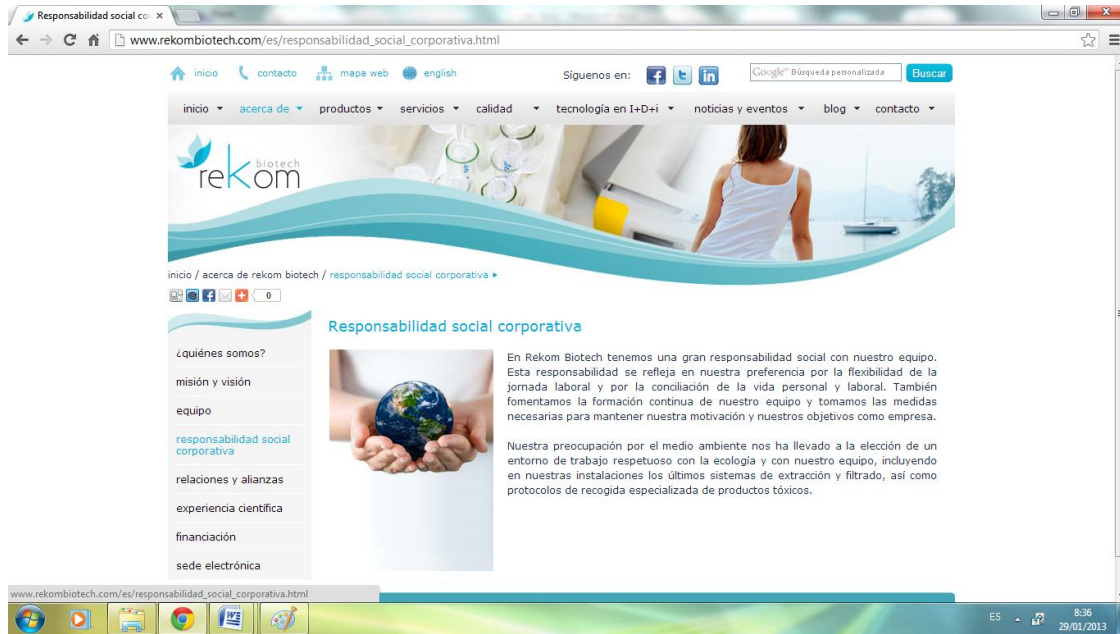 Responsabilidad social co
www.rekombiotech.com/es/responsabilidad_social_corporativa.html
inicio contacto mapa web english Síguenos en: Google™ Búsqueda personalizada Buscar
inicio acerca de productos servicios calidad tecnología en I+D+i noticias y eventos blog contacto
rekom biotech
inicio / acerca de rekom biotech / responsabilidad social corporativa
0
Responsabilidad social corporativa
¿quiénes somos?
misión y visión
equipo
responsabilidad social
corporativa
relaciones y alianzas
experiencia científica
financiación
sede electrónica
En Rekom Biotech tenemos una gran responsabilidad social con nuestro equipo.
Esta responsabilidad se refleja en nuestra preferencia por la flexibilidad de la
jornada laboral y por la conciliación de la vida personal y laboral. También
fomentamos la formación continua de nuestro equipo y tomamos las medidas
necesarias para mantener nuestra motivación y nuestros objetivos como empresa.
Nuestra preocupación por el medio ambiente nos ha llevado a la elección de un
entorno de trabajo respetuoso con la ecología y con nuestro equipo, incluyendo
en nuestras instalaciones los últimos sistemas de extracción y filtrado, así como
protocolos de recogida especializada de productos tóxicos.
www.rekombiotech.com/es/responsabilidad_social_corporativa.html
ES 8:36
29/01/2013